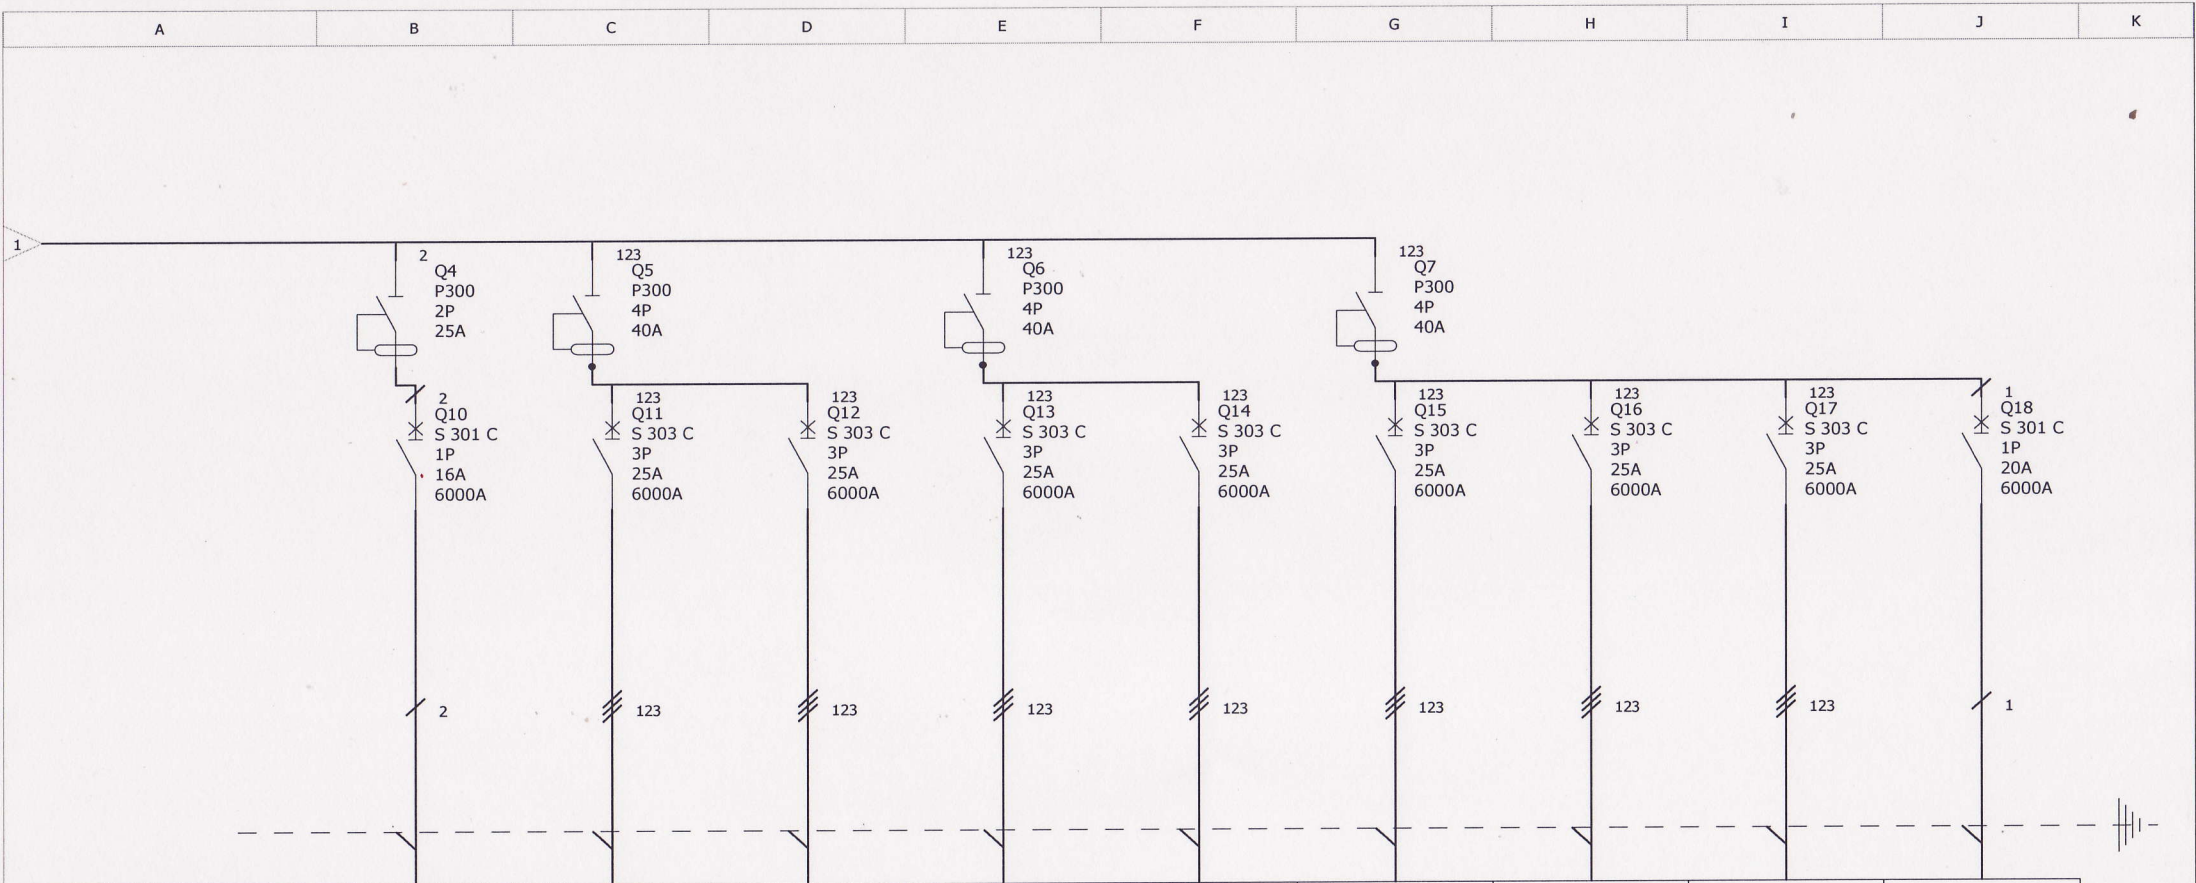 A B C D E F G H I J K
1
2
Q4
P300
2P
25A
123
Q5
P300
4P
40A
123
Q6
P300
4P
40A
123
Q7
P300
4P
40A
2
Q10
S 301 C
1P
16A
6000A
123
Q11
S 303 C
3P
25A
6000A
123
Q12
S 303 C
3P
25A
6000A
123
Q13
S 303 C
3P
25A
6000A
123
Q14
S 303 C
3P
25A
6000A
123
Q15
S 303 C
3P
25A
6000A
123
Q16
S 303 C
3P
25A
6000A
123
Q17
S 303 C
3P
25A
6000A
1
Q18
S 301 C
1P
20A
6000A
2 123 123 123 123 123 123 123 1